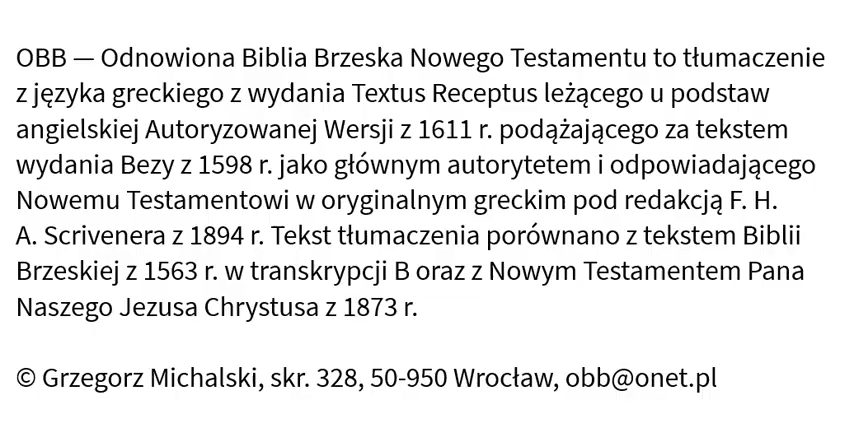 OBB — Odnowiona Biblia Brzeska Nowego Testamentu to tłumaczenie
z języka greckiego z wydania Textus Receptus leżącego u podstaw
angielskiej Autoryzowanej Wersji z 1611 r. podążającego za tekstem
wydania Bezy z 1598 r. jako głównym autorytetem i odpowiadającego
Nowemu Testamentowi w oryginalnym greckim pod redakcją F. H.
A. Scrivenera z 1894 r. Tekst tłumaczenia porównano z tekstem Biblii
Brzeskiej z 1563 r. w transkrypcji B oraz z Nowym Testamentem Pana
Naszego Jezusa Chrystusa z 1873 r.
© Grzegorz Michalski, skr. 328, 50-950 Wrocław, obb@onet.pl